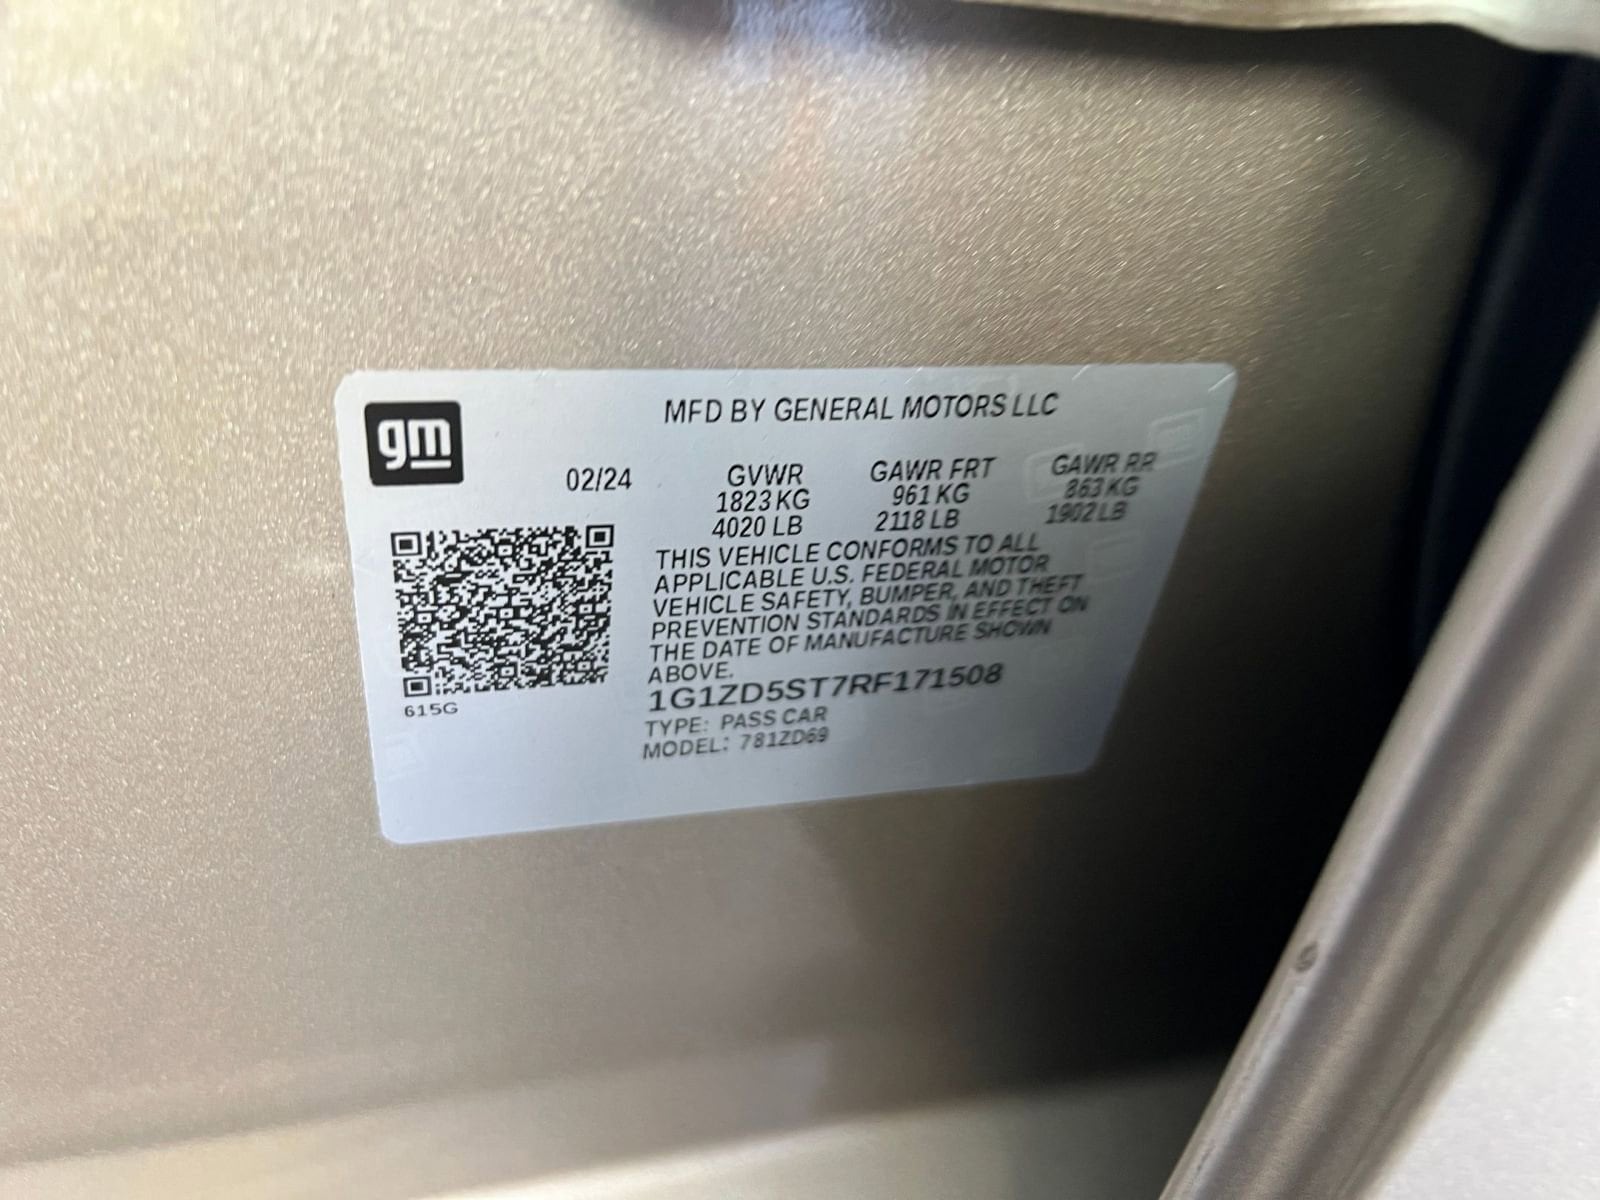 gm
MFD BY GENERAL MOTORS LLC
02/24 GVWR GAWR FRT GAWR RR
1823 KG 961 KG 863 KG
4020 LB 2118 LB 1902 LB
THIS VEHICLE CONFORMS TO ALL
APPLICABLE U.S. FEDERAL MOTOR
VEHICLE SAFETY, BUMPER, AND THEFT
PREVENTION STANDARDS IN EFFECT ON
THE DATE OF MANUFACTURE SHOWN
ABOVE.
1G1ZD5ST7RF171508
615G
TYPE: PASS CAR
MODEL: 781ZD69